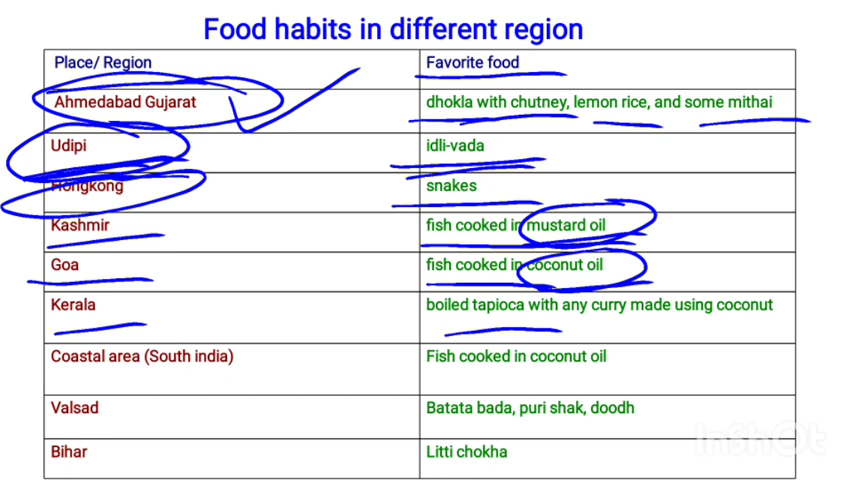 Food habits in different region
Place/ Region Favorite food
Ahmedabad Gujarat dhokla with chutney, lemon rice, and some mithai
Udipi idli-vada
Hongkong snakes
Kashmir fish cooked in mustard oil
Goa fish cooked in coconut oil
Kerala boiled tapioca with any curry made using coconut
Coastal area (South india) Fish cooked in coconut oil
Valsad Batata bada, puri shak, doodh
InShOt
Bihar Litti chokha